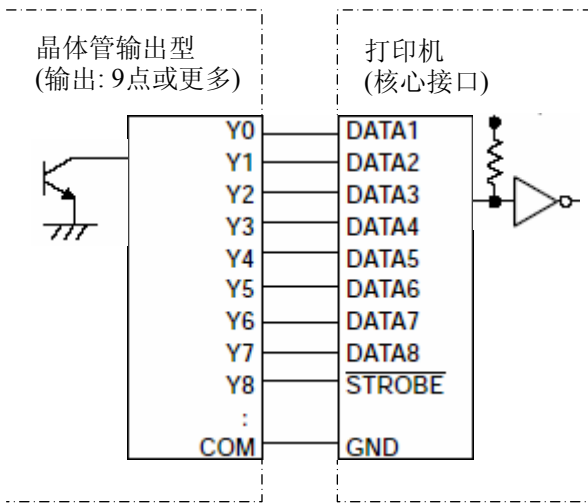 晶体管输出型
(输出: 9点或更多)
打印机
(核心接口)
Y0 DATA1
Y1 DATA2
Y2 DATA3
Y3 DATA4
Y4 DATA5
Y5 DATA6
Y6 DATA7
Y7 DATA8
Y8 STROBE
:
COM GND